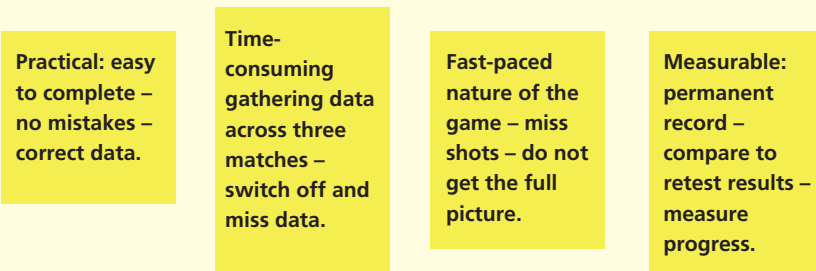 Practical: easy
to complete –
no mistakes –
correct data.
Time-
consuming
gathering data
across three
matches –
switch off and
miss data.
Fast-paced
nature of the
game – miss
shots – do not
get the full
picture.
Measurable:
permanent
record –
compare to
retest results –
measure
progress.